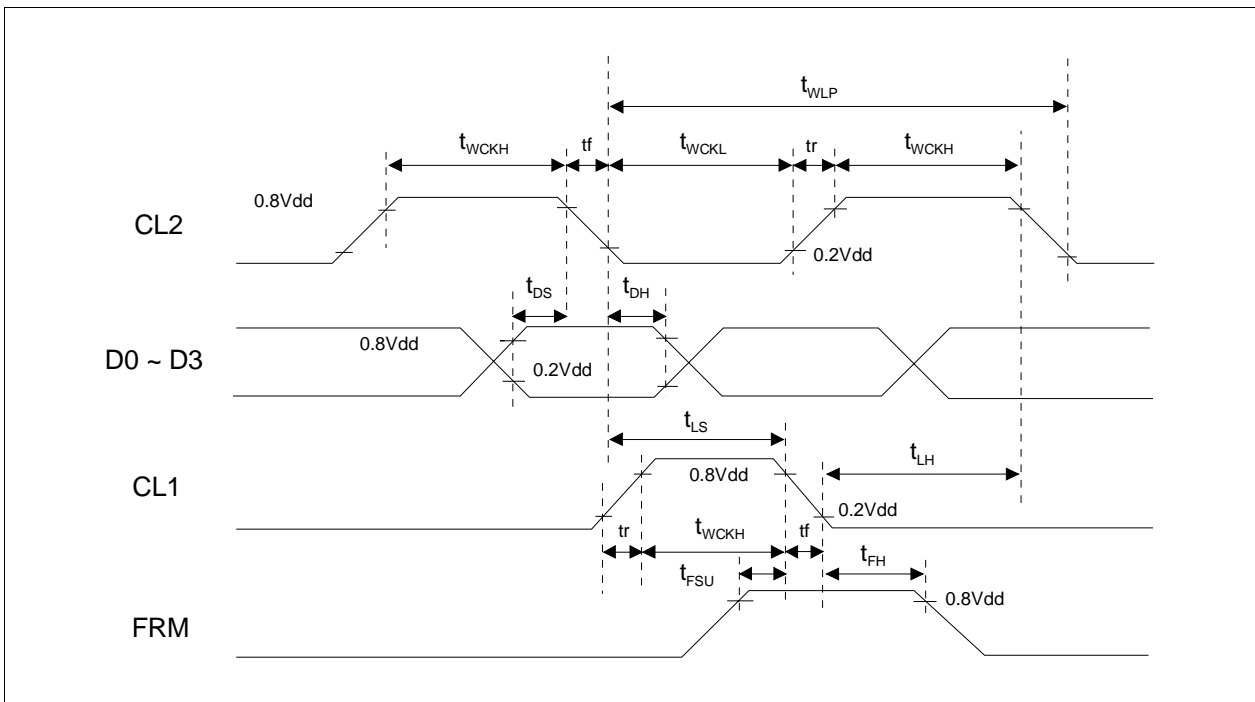 tWLP
tWCKH tf tWCKL tr tWCKH
0.8Vdd
CL2
0.2Vdd
tDS tDH
0.8Vdd
D0 ~ D3
0.2Vdd
tLS
tLH
0.8Vdd
CL1
0.2Vdd
tr tWCKH tf
tFSU tFH
0.8Vdd
FRM